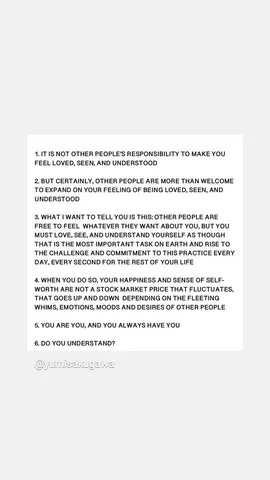 1. IT IS NOT OTHER PEOPLE'S RESPONSIBILITY TO MAKE YOU
FEEL LOVED, SEEN, AND UNDERSTOOD
2. BUT CERTAINLY, OTHER PEOPLE ARE MORE THAN WELCOME
TO EXPAND ON YOUR FEELING OF BEING LOVED, SEEN, AND
UNDERSTOOD
3. WHAT I WANT TO TELL YOU IS THIS: OTHER PEOPLE ARE
FREE TO FEEL WHATEVER THEY WANT ABOUT YOU, BUT YOU
MUST LOVE, SEE, AND UNDERSTAND YOURSELF AS THOUGH
THAT IS THE MOST IMPORTANT TASK ON EARTH AND RISE TO
THE CHALLENGE AND COMMITMENT TO THIS PRACTICE EVERY
DAY, EVERY SECOND FOR THE REST OF YOUR LIFE
4. WHEN YOU DO SO, YOUR HAPPINESS AND SENSE OF SELF-
WORTH ARE NOT A STOCK MARKET PRICE THAT FLUCTUATES,
THAT GOES UP AND DOWN DEPENDING ON THE FLEETING
WHIMS, EMOTIONS, MOODS AND DESIRES OF OTHER PEOPLE
5. YOU ARE YOU, AND YOU ALWAYS HAVE YOU
6. DO YOU UNDERSTAND?
@yumisakugawa